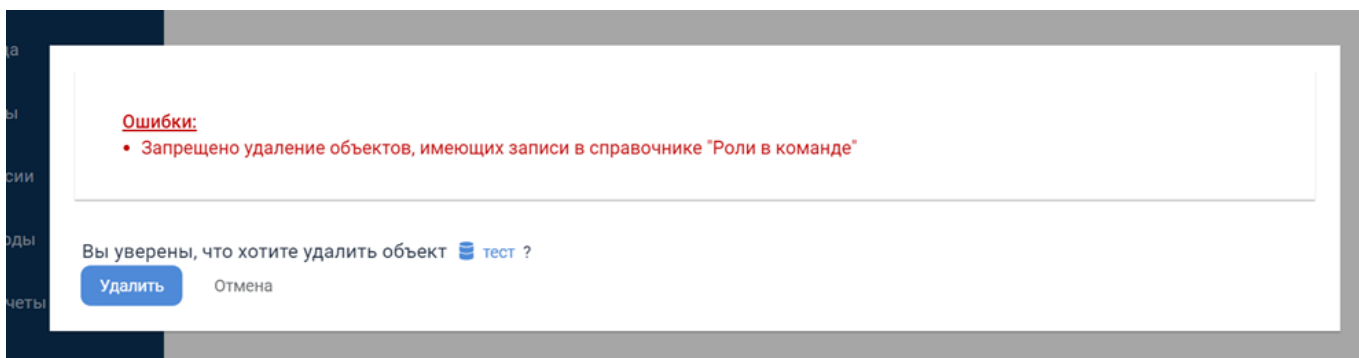 Ошибки:
• Запрещено удаление объектов, имеющих записи в справочнике "Роли в команде"
Вы уверены, что хотите удалить объект тест ?
Удалить Отмена